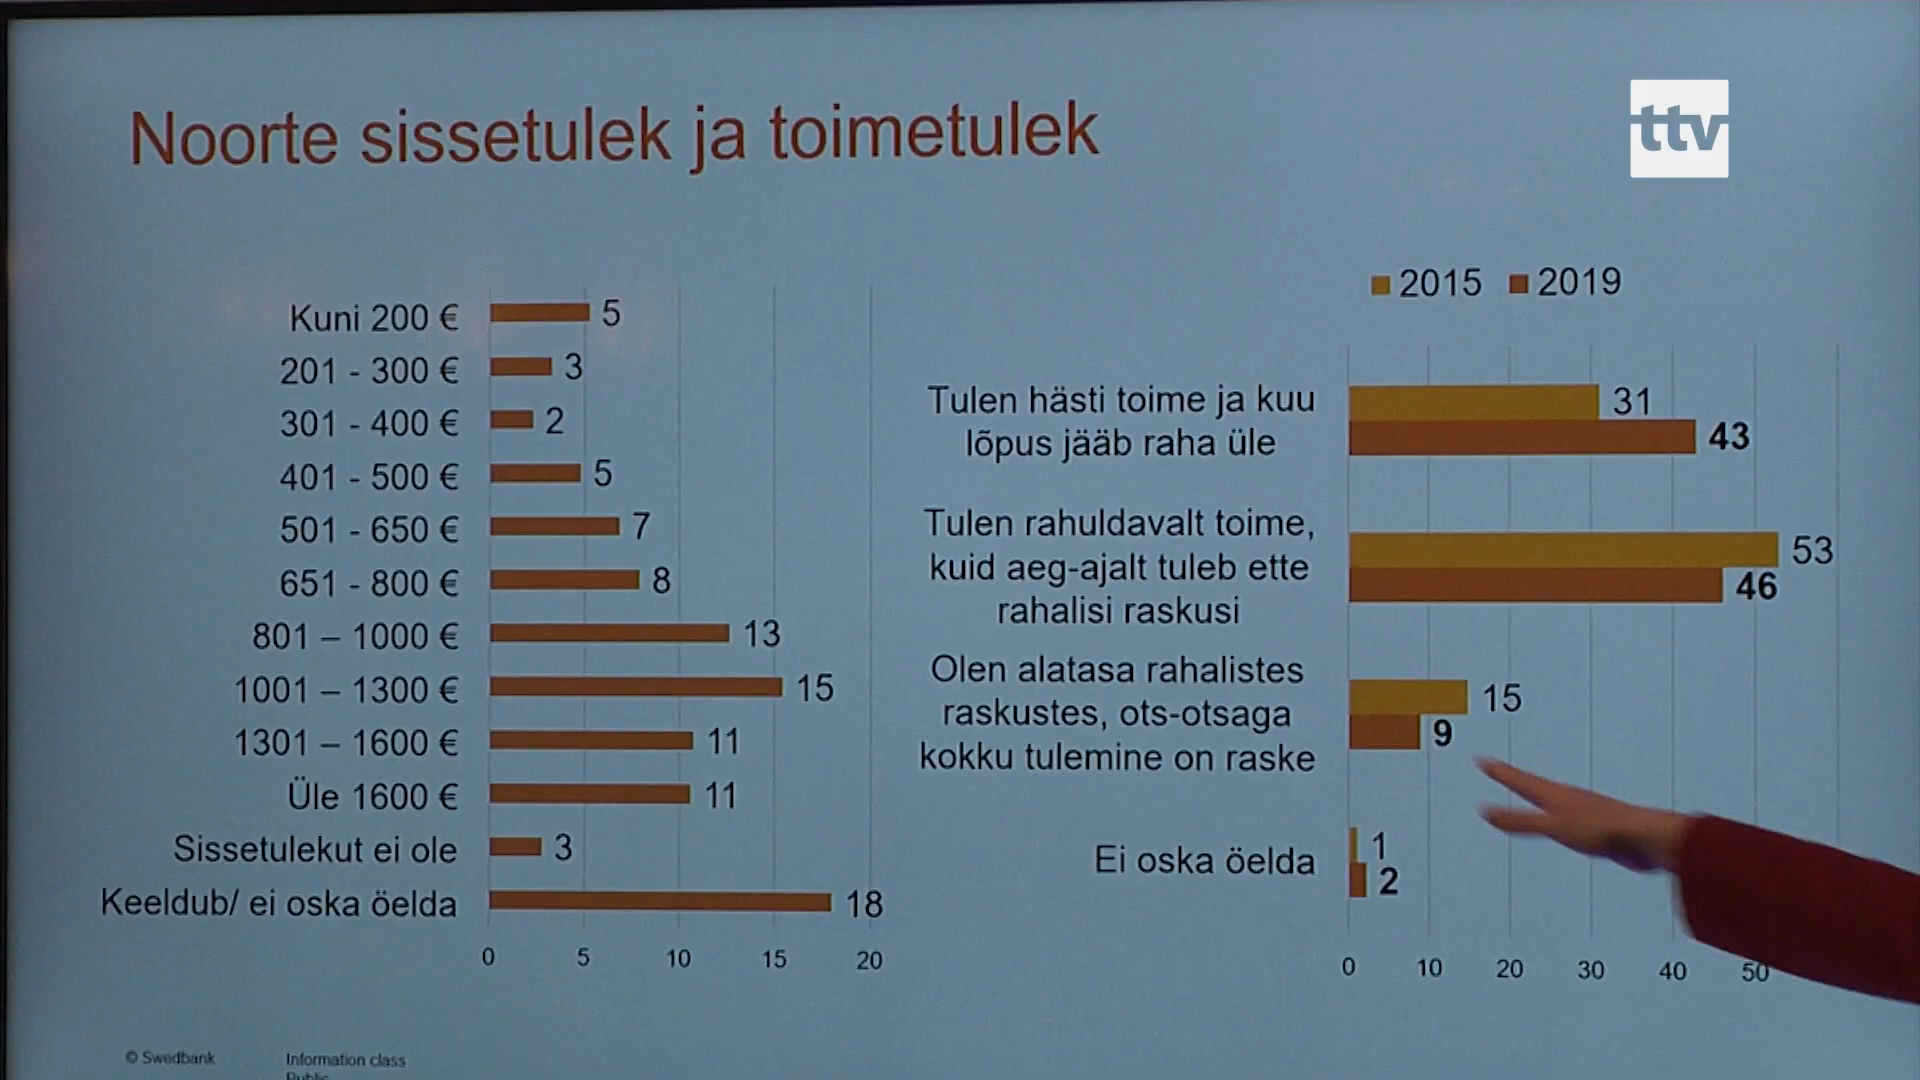 Noorte sissetulek ja toimetulek
ttv
Kuni 200 € 5
201 - 300 € 3
301 - 400 € 2
401 - 500 € 5
501 - 650 € 7
651 - 800 € 8
801 – 1000 € 13
1001 – 1300 € 15
1301 – 1600 € 11
Üle 1600 € 11
Sissetulekut ei ole 3
Keeldub/ ei oska öelda 18
0 5 10 15 20
2015 2019
Tulen hästi toime ja kuu
lõpus jääb raha üle
31
43
Tulen rahuldavalt toime,
kuid aeg-ajalt tuleb ette
rahalisi raskusi
53
46
Olen alatasa rahalistes
raskustes, ots-otsaga
kokku tulemine on raske
15
9
Ei oska öelda
1
2
0 10 20 30 40 50
© Swedbank
Information class
Public